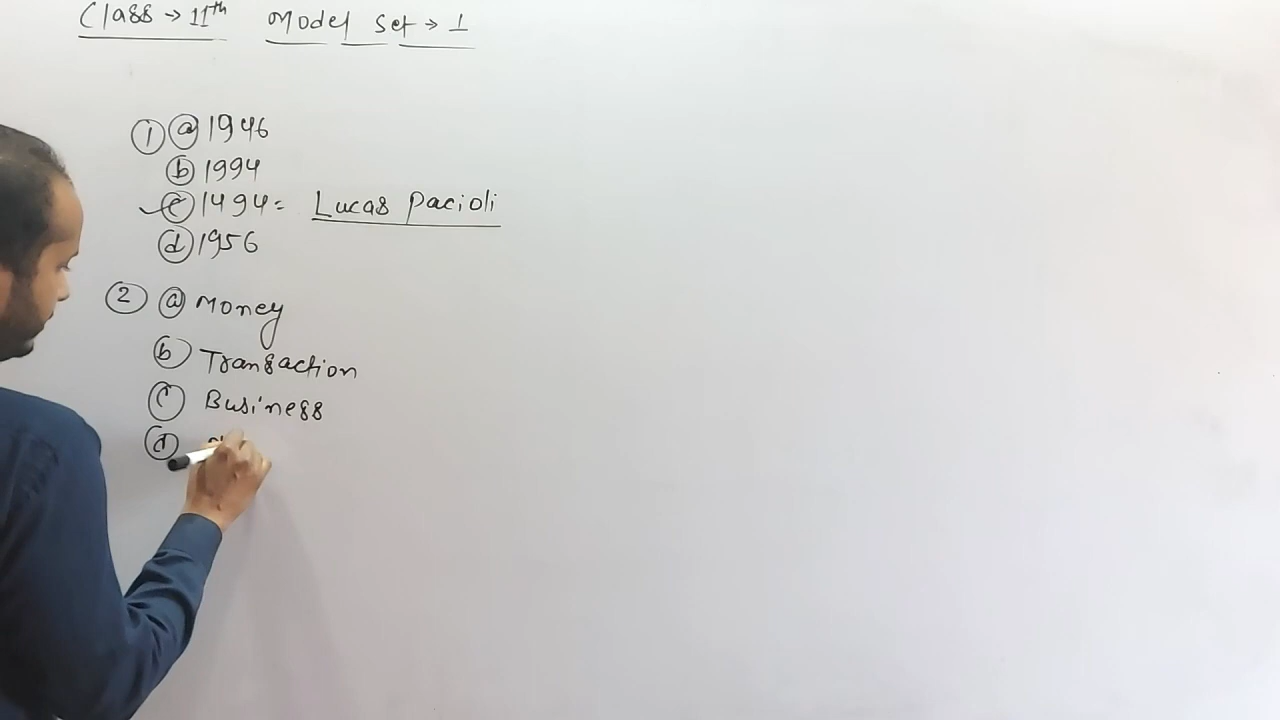 Class → 11th Model Set → 1
① ⓐ 1946
ⓑ 1994
ⓒ 1494 = Lucas Pacioli
ⓓ 1956
② ⓐ Money
ⓑ Transaction
ⓒ Business
ⓓ